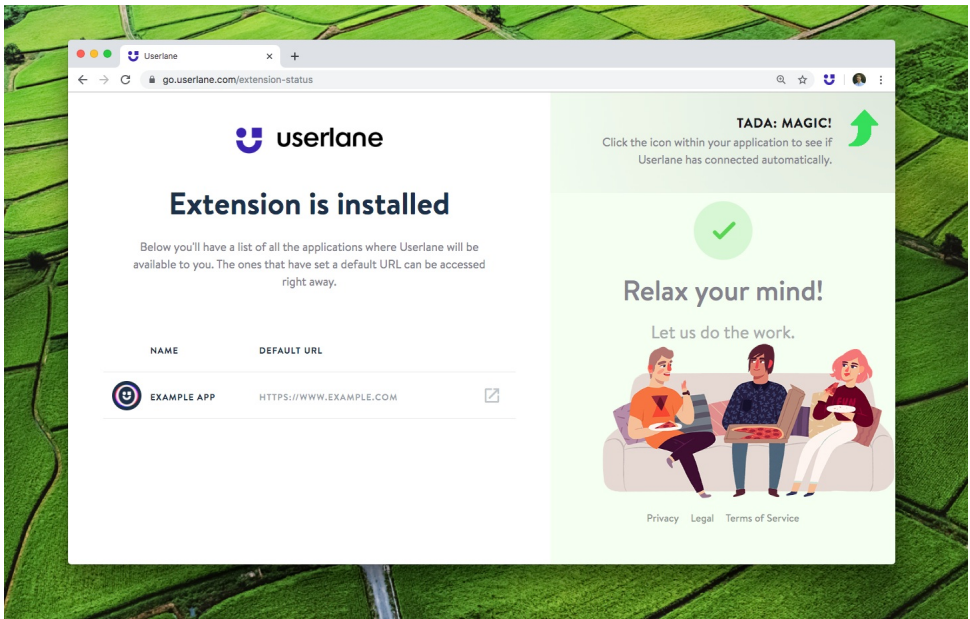 Userlane
go.userlane.com/extension-status
userlane
Extension is installed
Below you'll have a list of all the applications where Userlane will be
available to you. The ones that have set a default URL can be accessed
right away.
NAME DEFAULT URL
EXAMPLE APP HTTPS://WWW.EXAMPLE.COM
TADA: MAGIC!
Click the icon within your application to see if
Userlane has connected automatically.
Relax your mind!
Let us do the work.
Privacy Legal Terms of Service